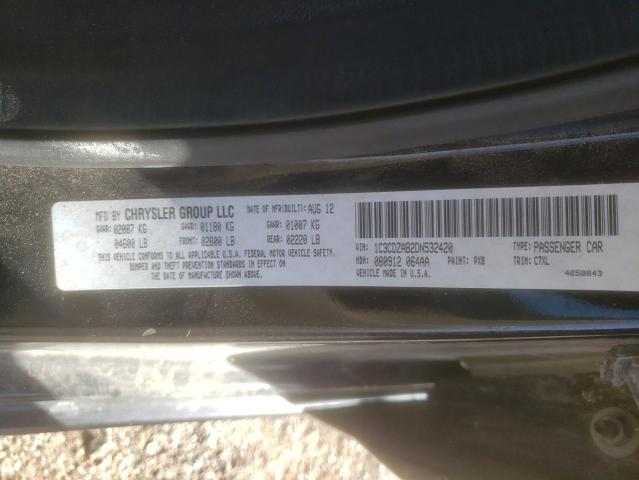 MFD BY CHRYSLER GROUP LLC DATE OF MFR(BUILT): AUG 12
GVWR: 02087 KG GAWR: 01180 KG GAWR: 01007 KG
04600 LB FRONT: 02600 LB REAR: 02220 LB
THIS VEHICLE CONFORMS TO ALL APPLICABLE U.S.A. FEDERAL MOTOR VEHICLE SAFETY,
BUMPER AND THEFT PREVENTION STANDARDS IN EFFECT ON
THE DATE OF MANUFACTURE SHOWN ABOVE.
VIN: 1C3CDZAB2DN532420 TYPE: PASSENGER CAR
MDH: 080912 064AA PAINT: PXB TRIM: C7XL
VEHICLE MADE IN U.S.A. 4658843